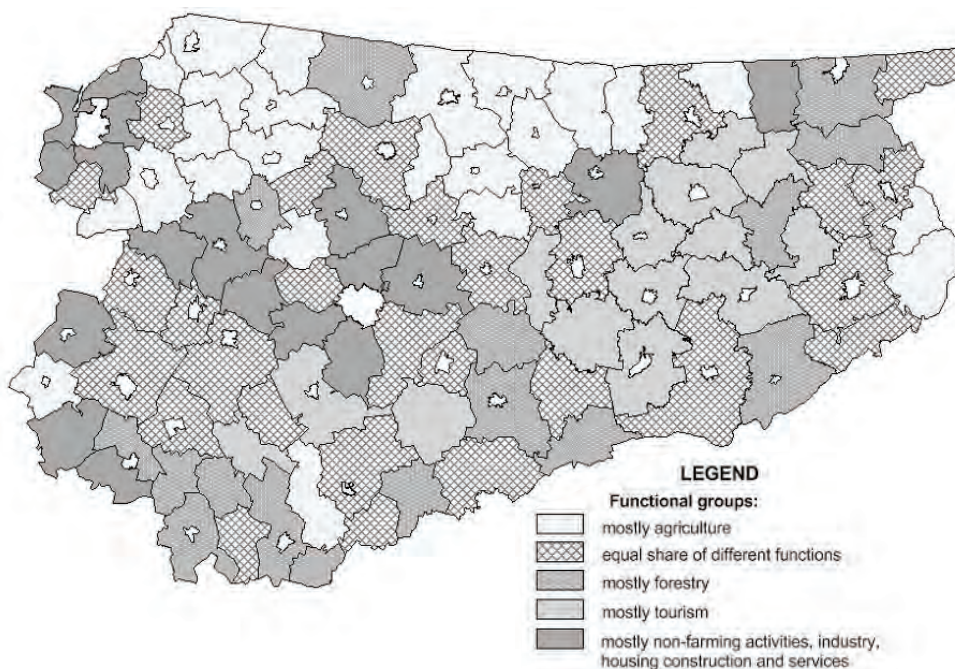 LEGEND
Functional groups:
mostly agriculture
equal share of different functions
mostly forestry
mostly tourism
mostly non-farming activities, industry,
housing construction and services